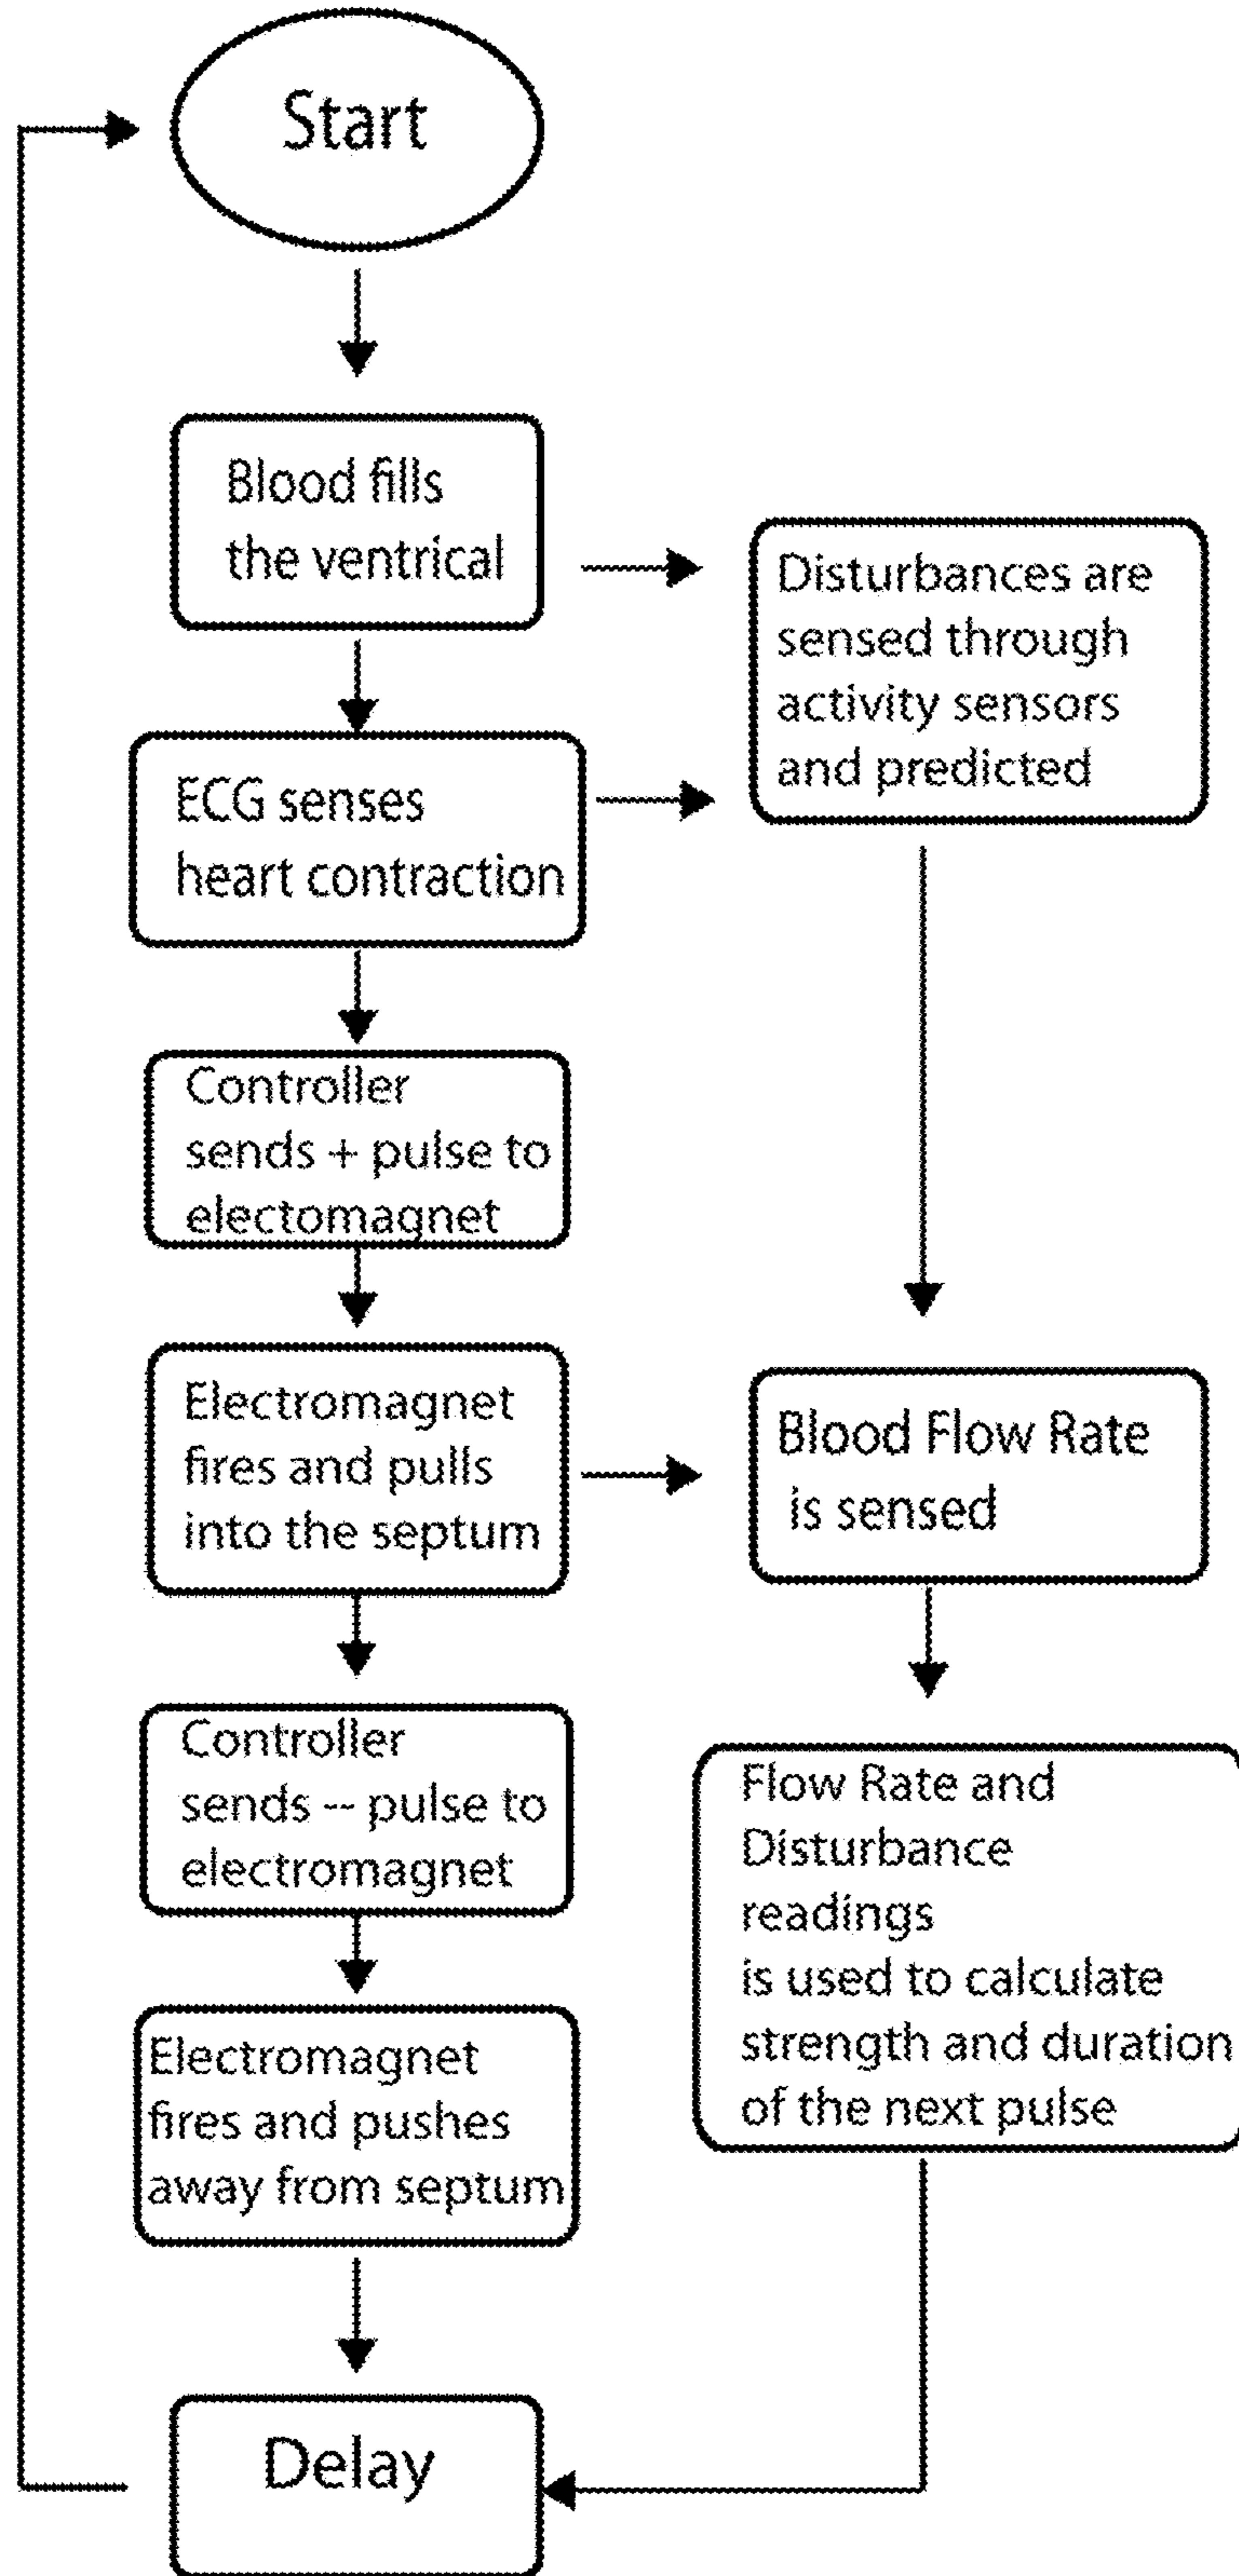 Start
Blood fills
the ventrical
Disturbances are
sensed through
activity sensors
and predicted
ECG senses
heart contraction
Controller
sends + pulse to
electomagnet
Electromagnet
fires and pulls
into the septum
Blood Flow Rate
is sensed
Controller
sends -- pulse to
electromagnet
Flow Rate and
Disturbance
readings
is used to calculate
strength and duration
of the next pulse
Electromagnet
fires and pushes
away from septum
Delay